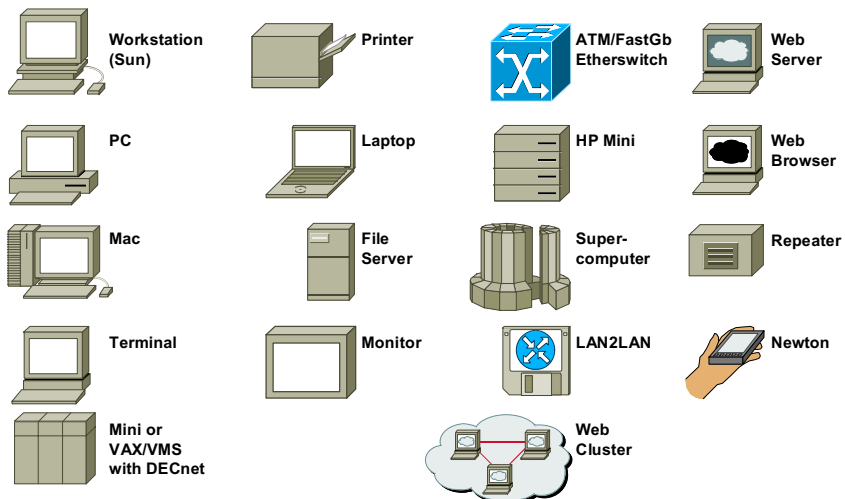 Workstation
(Sun)
Printer
ATM/FastGb
Etherswitch
Web
Server
PC
Laptop
HP Mini
Web
Browser
Mac
File
Server
Super-
computer
Repeater
Terminal
Monitor
LAN2LAN
Newton
Mini or
VAX/VMS
with DECnet
Web
Cluster